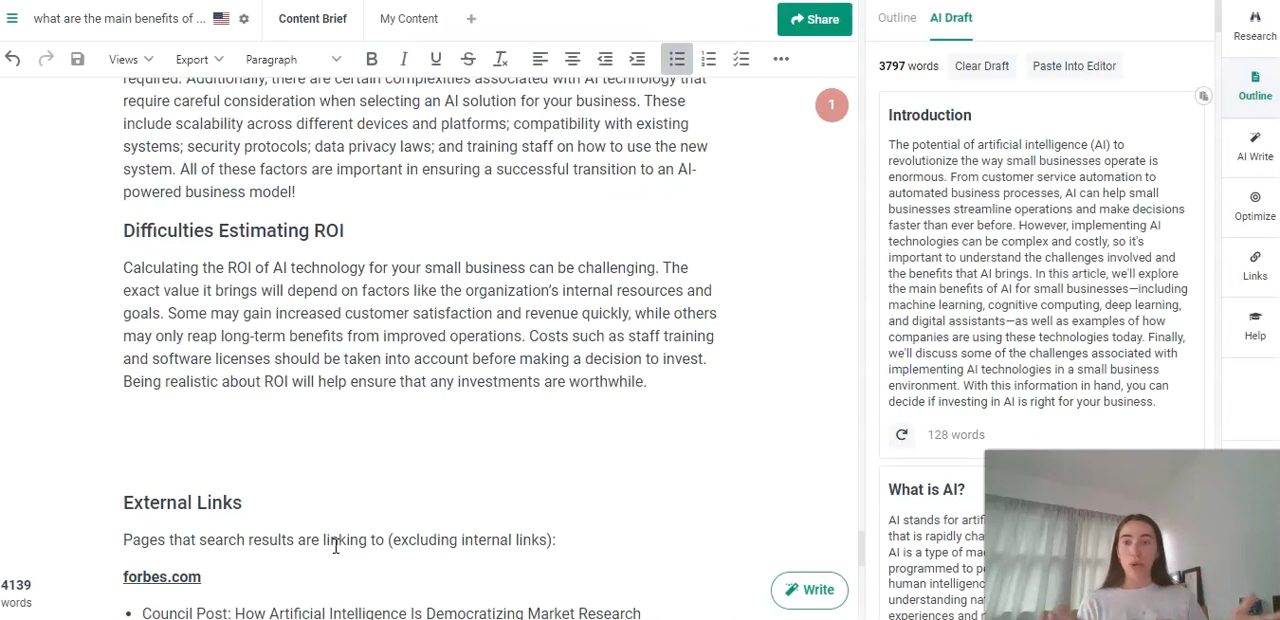 what are the main benefits of ...
Content Brief
My Content
Share
Outline
AI Draft
Research
Views
Export
Paragraph
B
I
U
S
3797 words
Clear Draft
Paste Into Editor
Outline
AI Write
Optimize
Links
Help
required. Additionally, there are certain complexities associated with AI technology that
require careful consideration when selecting an AI solution for your business. These
include scalability across different devices and platforms; compatibility with existing
systems; security protocols; data privacy laws; and training staff on how to use the new
system. All of these factors are important in ensuring a successful transition to an AI-
powered business model!
1
Difficulties Estimating ROI
Calculating the ROI of AI technology for your small business can be challenging. The
exact value it brings will depend on factors like the organization's internal resources and
goals. Some may gain increased customer satisfaction and revenue quickly, while others
may only reap long-term benefits from improved operations. Costs such as staff training
and software licenses should be taken into account before making a decision to invest.
Being realistic about ROI will help ensure that any investments are worthwhile.
External Links
Pages that search results are linking to (excluding internal links):
forbes.com
Council Post: How Artificial Intelligence Is Democratizing Market Research
4139
words
Write
Introduction
The potential of artificial intelligence (AI) to
revolutionize the way small businesses operate is
enormous. From customer service automation to
automated business processes, AI can help small
businesses streamline operations and make decisions
faster than ever before. However, implementing AI
technologies can be complex and costly, so it's
important to understand the challenges involved and
the benefits that AI brings. In this article, we'll explore
the main benefits of AI for small businesses—including
machine learning, cognitive computing, deep learning,
and digital assistants—as well as examples of how
companies are using these technologies today. Finally,
we'll discuss some of the challenges associated with
implementing AI technologies in a small business
environment. With this information in hand, you can
decide if investing in AI is right for your business.
128 words
What is AI?
AI stands for
that is rapidly
AI is a type of
programmed to
human
understanding
experiences and